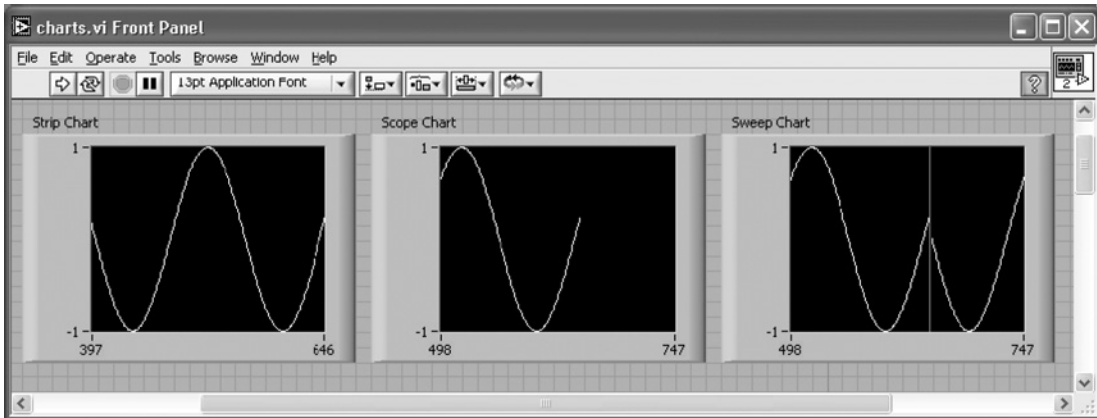 charts.vi Front Panel
File Edit Operate Tools Browse Window Help
13pt Application Font
?
2
Strip Chart
1
-1
397 646
Scope Chart
1
-1
498 747
Sweep Chart
1
-1
498 747